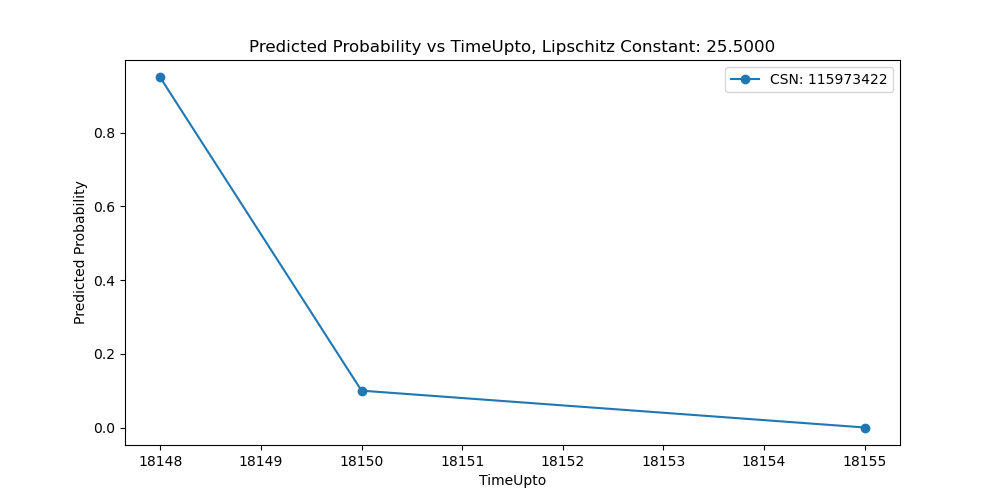 Predicted Probability vs TimeUpto, Lipschitz Constant: 25.5000
CSN: 115973422
Predicted Probability
0.8
0.6
0.4
0.2
0.0
18148 18149 18150 18151 18152 18153 18154 18155
TimeUpto